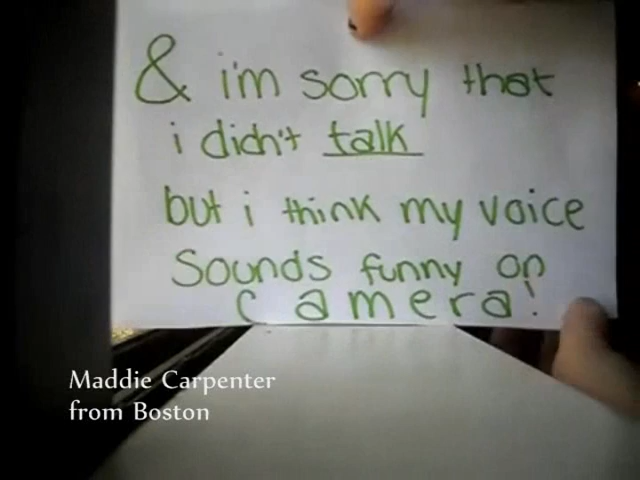 & i'm sorry that
i didn't talk
but i think my voice
sounds funny on
camera!
Maddie Carpenter
from Boston